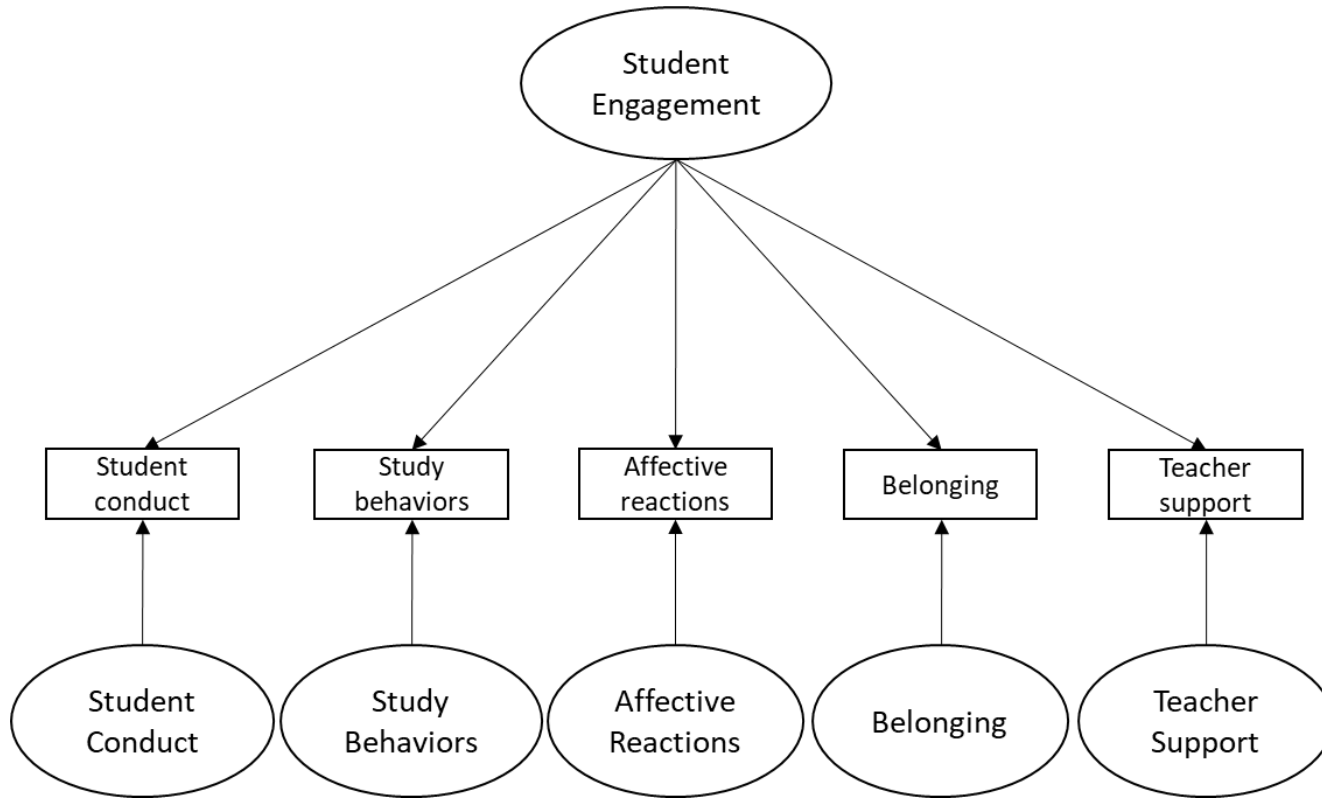 Student
Engagement
Student
conduct
Study
behaviors
Affective
reactions
Belonging
Teacher
support
Student
Conduct
Study
Behaviors
Affective
Reactions
Belonging
Teacher
Support